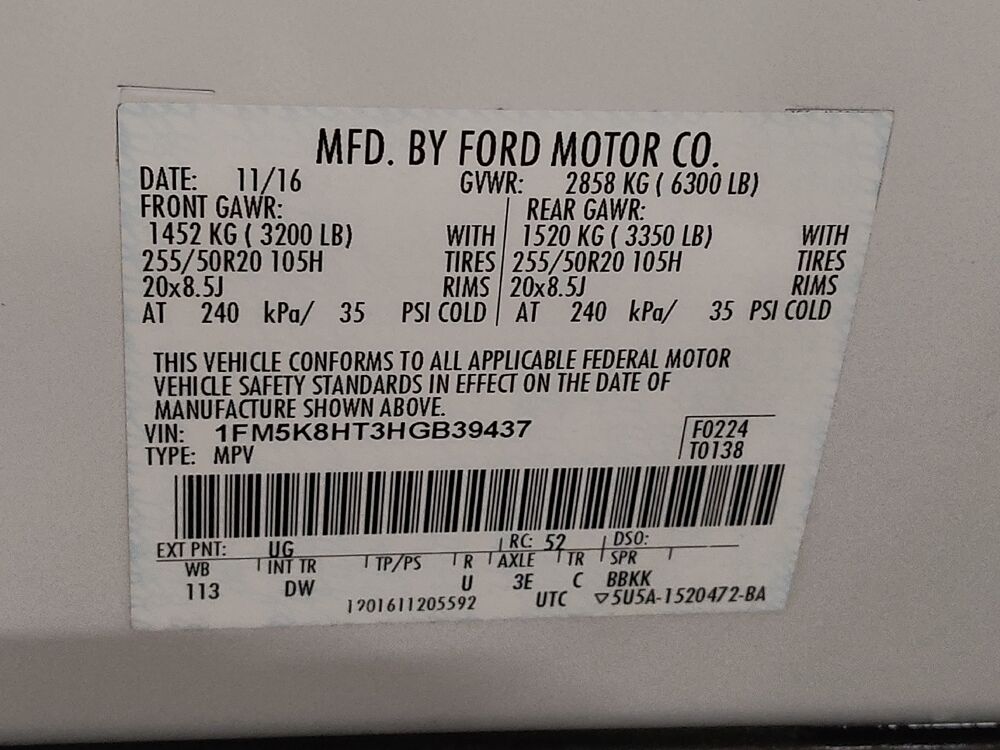 MFD. BY FORD MOTOR CO.
DATE: 11/16 GVWR: 2858 KG ( 6300 LB)
FRONT GAWR: REAR GAWR:
1452 KG ( 3200 LB) WITH 1520 KG ( 3350 LB) WITH
255/50R20 105H TIRES 255/50R20 105H TIRES
20x8.5J RIMS 20x8.5J RIMS
AT 240 kPa/ 35 PSI COLD AT 240 kPa/ 35 PSI COLD
THIS VEHICLE CONFORMS TO ALL APPLICABLE FEDERAL MOTOR
VEHICLE SAFETY STANDARDS IN EFFECT ON THE DATE OF
MANUFACTURE SHOWN ABOVE.
VIN: 1FM5K8HT3HGB39437 F0224
TYPE: MPV T0138
EXT PNT: UG RC: 52 DSO:
WB INT TR TP/PS R AXLE TR SPR
113 DW U 3E C BBKK
1201611205592 UTC ▽5U5A-1520472-BA